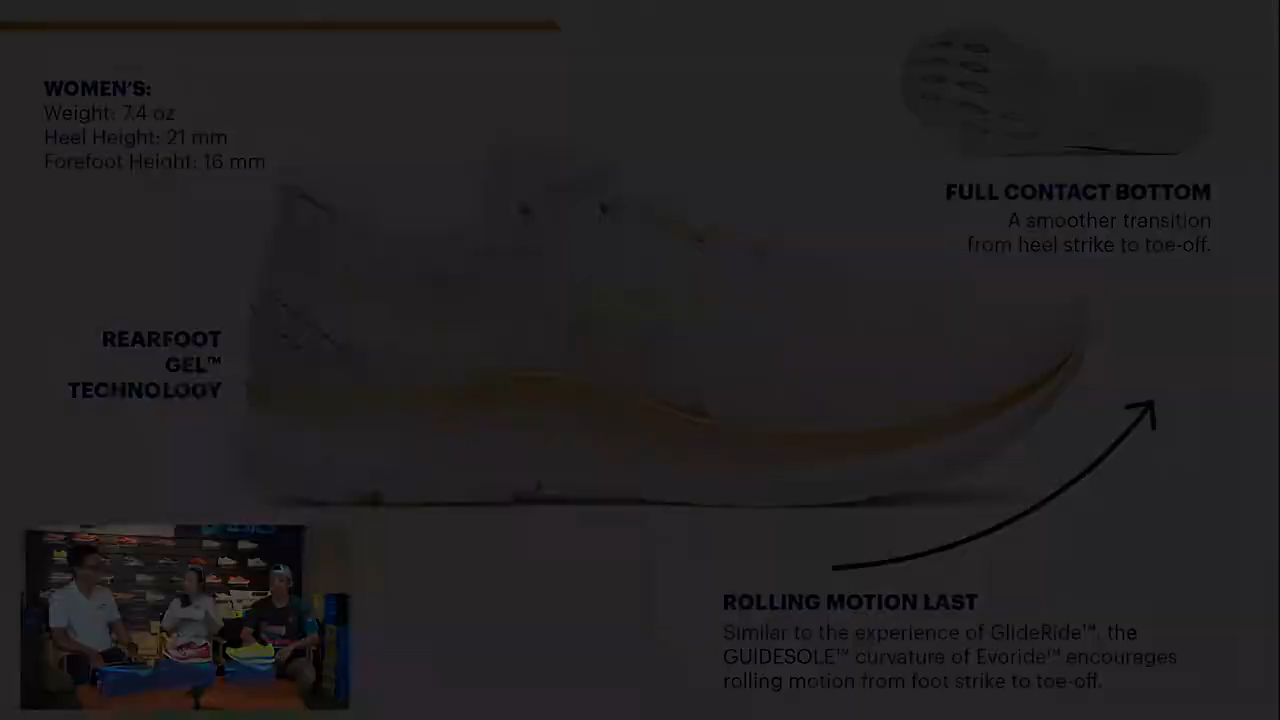 WOMEN'S:
Weight: 7.4 oz
Heel Height: 21 mm
Forefoot Height: 16 mm
FULL CONTACT BOTTOM
A smoother transition
from heel strike to toe-off.
REARFOOT
GEL™
TECHNOLOGY
ROLLING MOTION LAST
Similar to the experience of GlideRide™, the
GUIDESOLE™ curvature of Evoride™ encourages
rolling motion from foot strike to toe-off.